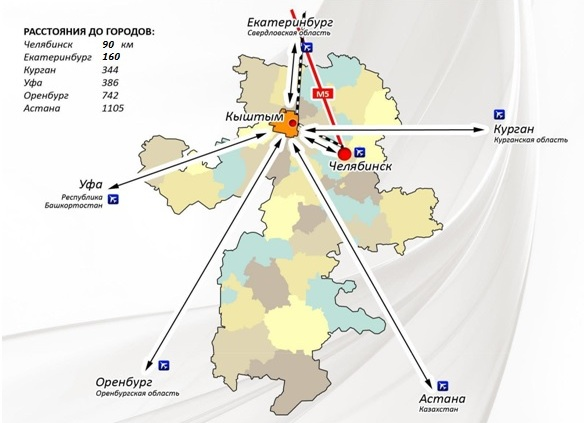 РАССТОЯНИЯ ДО ГОРОДОВ:
Челябинск 90 км
Екатеринбург 160
Курган 344
Уфа 386
Оренбург 742
Астана 1105
Екатеринбург
Свердловская область
М5
Кыштым
Курган
Курганская область
Челябинск
Уфа
Республика
Башкортостан
Оренбург
Оренбургская область
Астана
Казахстан